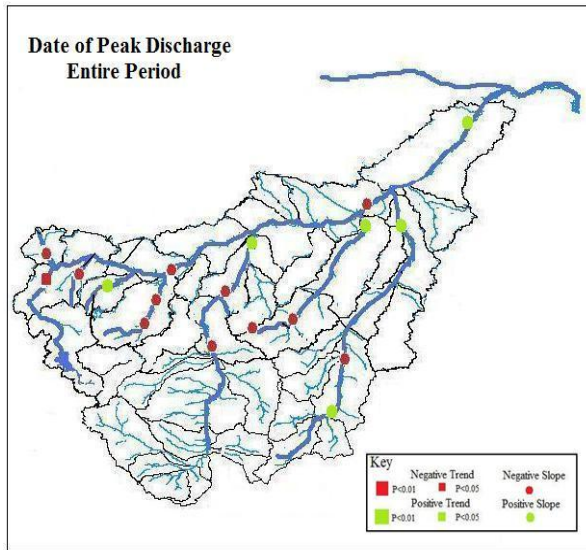 Date of Peak Discharge
Entire Period
Key
Negative Trend Negative Slope
P<0.01 P<0.05
Positive Trend Positive Slope
P<0.01 P<0.05